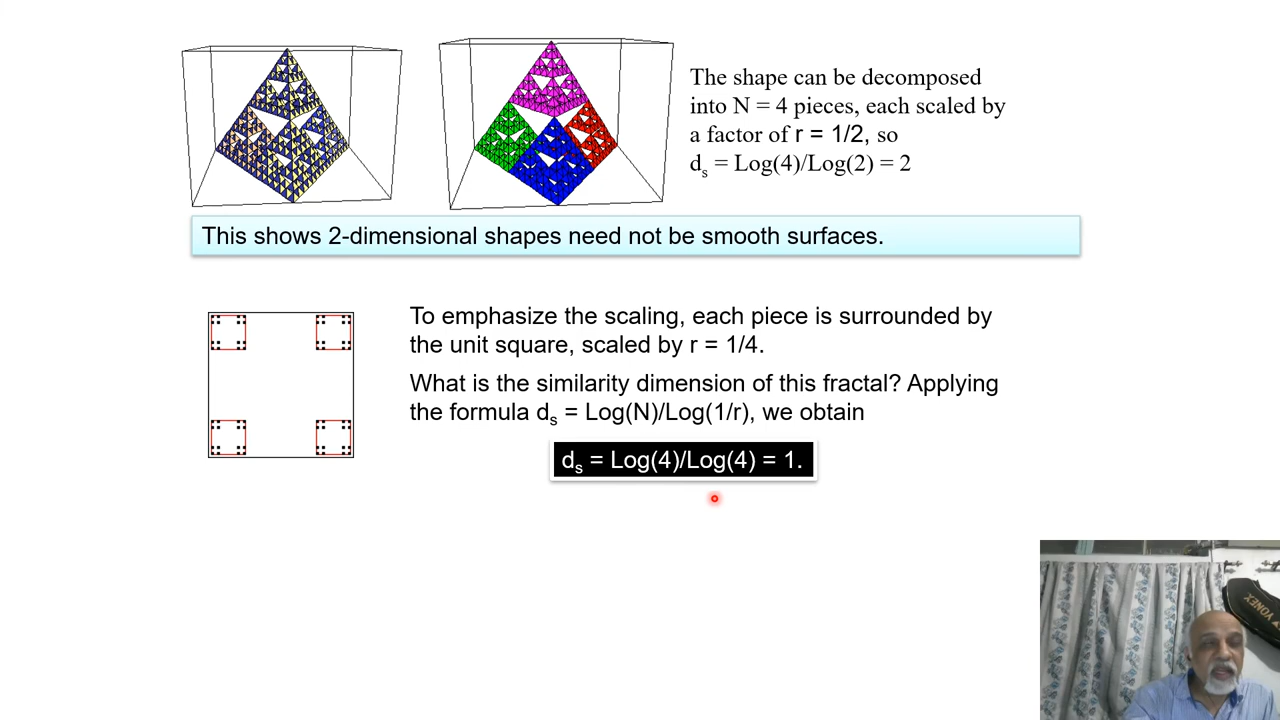 The shape can be decomposed
into N = 4 pieces, each scaled by
a factor of r = 1/2, so
dₛ = Log(4)/Log(2) = 2
This shows 2-dimensional shapes need not be smooth surfaces.
To emphasize the scaling, each piece is surrounded by
the unit square, scaled by r = 1/4.
What is the similarity dimension of this fractal? Applying
the formula dₛ = Log(N)/Log(1/r), we obtain
dₛ = Log(4)/Log(4) = 1.
YONEX